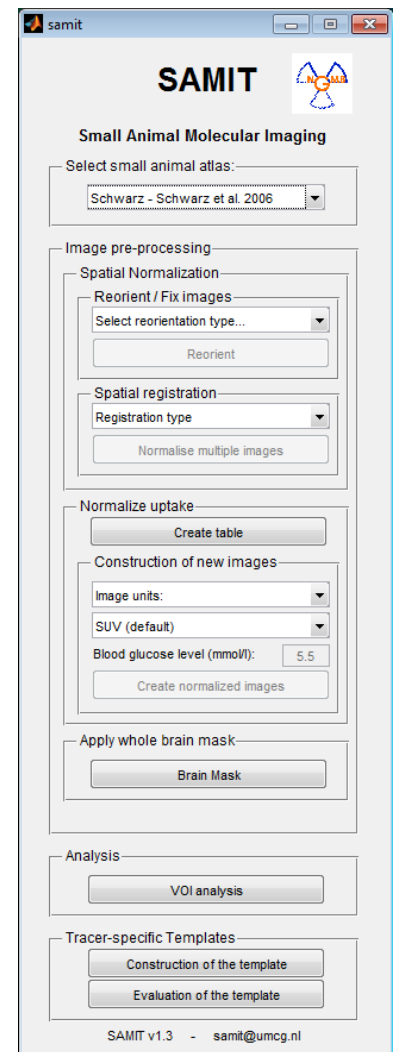 samit
SAMIT
NGMB
Small Animal Molecular Imaging
Select small animal atlas:
Schwarz - Schwarz et al. 2006
Image pre-processing
Spatial Normalization
Reorient / Fix images
Select reorientation type...
Reorient
Spatial registration
Registration type
Normalise multiple images
Normalize uptake
Create table
Construction of new images
Image units:
SUV (default)
Blood glucose level (mmol/l): 5.5
Create normalized images
Apply whole brain mask
Brain Mask
Analysis
VOI analysis
Tracer-specific Templates
Construction of the template
Evaluation of the template
SAMIT v1.3 - samit@umcg.nl